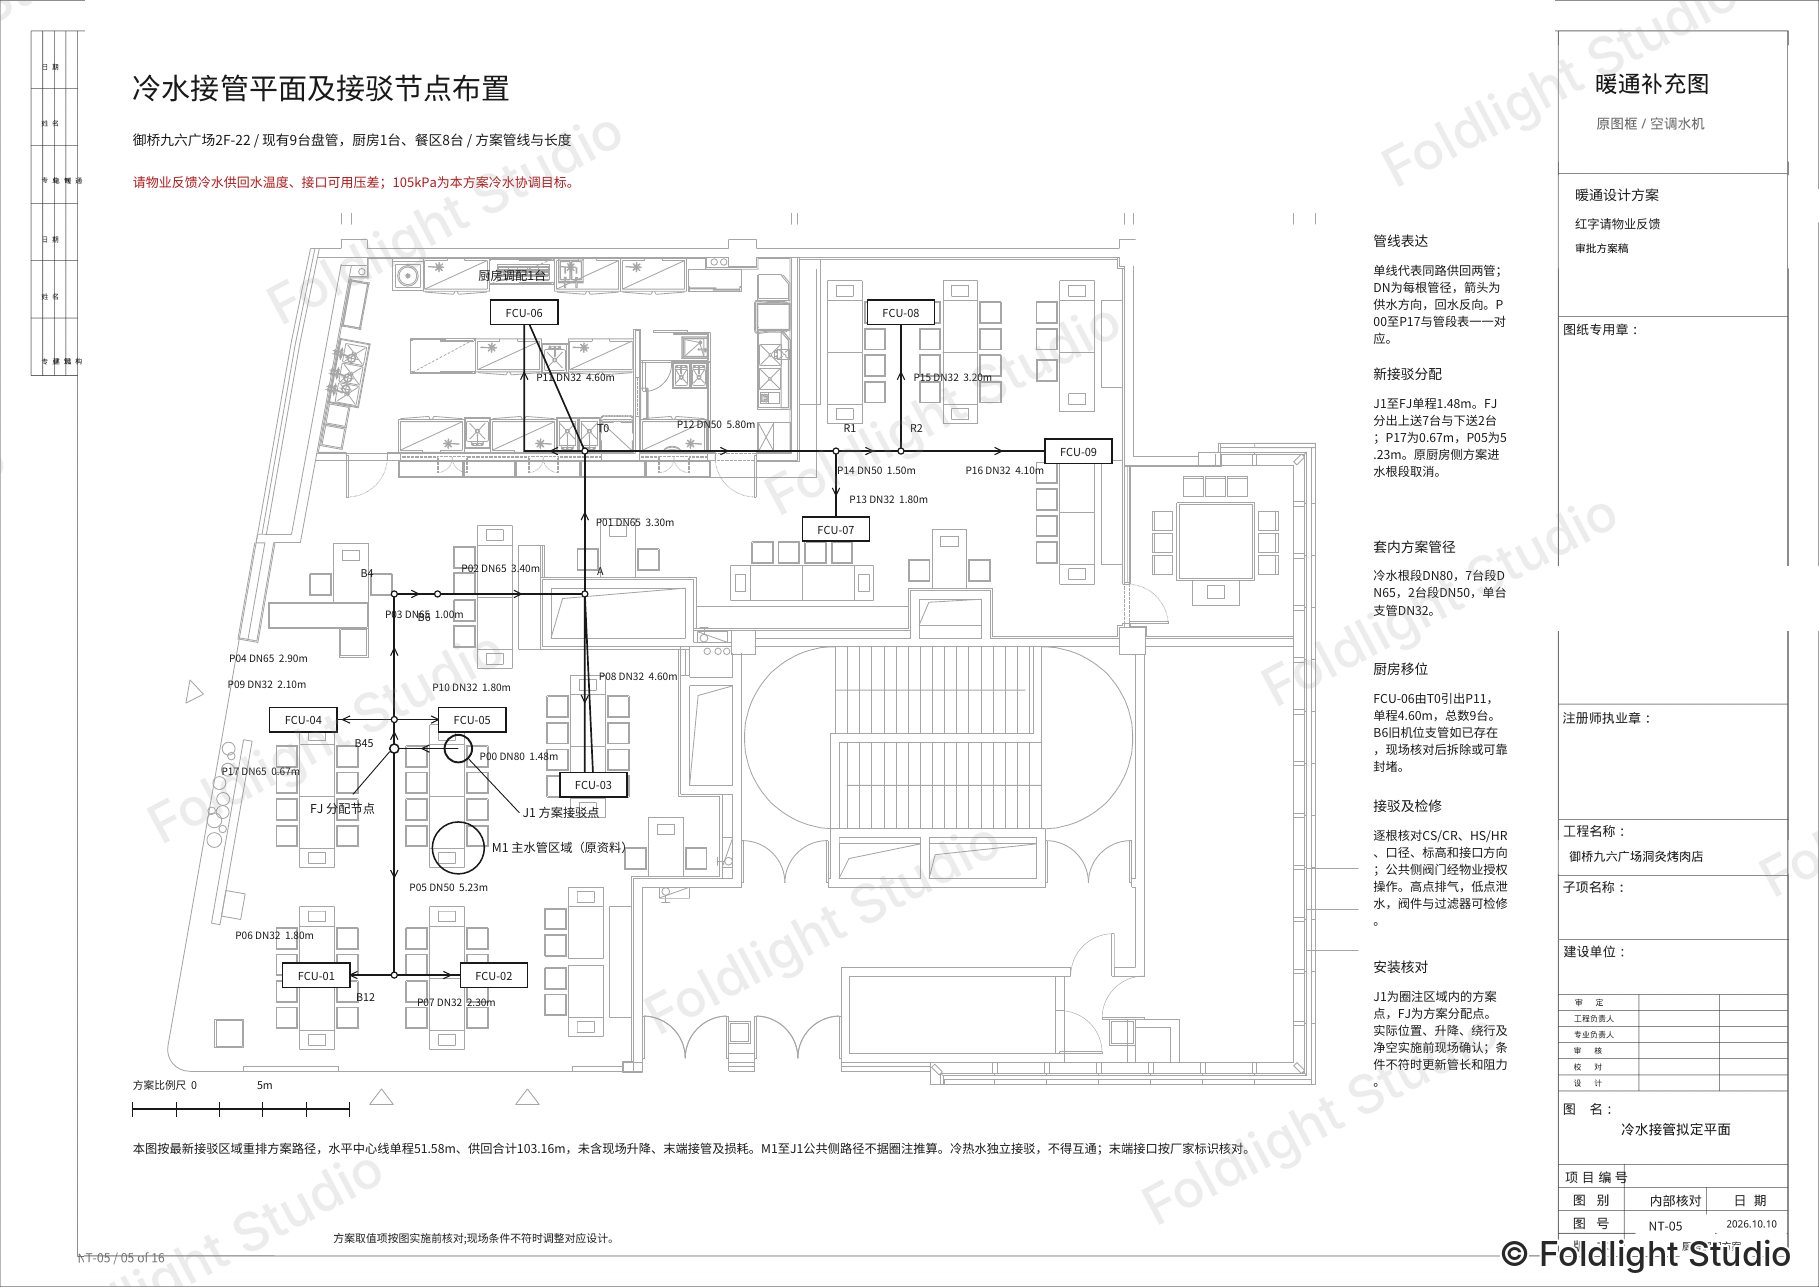 冷水接管平面及接驳节点布置
御桥九六广场2F-22 / 现有9台盘管，厨房1台、餐区8台 / 方案管线与长度
请物业反馈冷水供回水温度、接口可用压差；105kPa为本方案冷水协调目标。
日 期
姓 名
日 期
姓 名
厨房调配1台
FCU-06
FCU-08
P11 DN32 4.60m
P15 DN32 3.20m
T0
P12 DN50 5.80m
R1
R2
FCU-09
P14 DN50 1.50m
P16 DN32 4.10m
P13 DN32 1.80m
P01 DN65 3.30m
FCU-07
P02 DN65 3.40m
A
B4
P03 DN65 1.00m
B6
P04 DN65 2.90m
P09 DN32 2.10m
P10 DN32 1.80m
P08 DN32 4.60m
FCU-04
FCU-05
B45
P00 DN80 1.48m
P17 DN65 0.67m
FCU-03
FJ 分配节点
J1 方案接驳点
M1 主水管区域（原资料）
P05 DN50 5.23m
P06 DN32 1.80m
FCU-01
FCU-02
B12
P07 DN32 2.30m
方案比例尺 0
5m
本图按最新接驳区域重排方案路径，水平中心线单程51.58m、供回合计103.16m，未含现场升降、末端接管及损耗。M1至J1公共侧路径不据圈注推算。冷热水独立接驳，不得互通；末端接口按厂家标识核对。
方案取值项按图实施前核对;现场条件不符时调整对应设计。
NT-05 / 05 of 16
管线表达
单线代表同路供回两管；
DN为每根管径，箭头为
供水方向，回水反向。P
00至P17与管段表一一对
应。
新接驳分配
J1至FJ单程1.48m。FJ
分出上送7台与下送2台
；P17为0.67m，P05为5
.23m。原厨房侧方案进
水根段取消。
套内方案管径
冷水根段DN80，7台段D
N65，2台段DN50，单台
支管DN32。
厨房移位
FCU-06由T0引出P11，
单程4.60m，总数9台。
B6旧机位支管如已存在
，现场核对后拆除或可靠
封堵。
接驳及检修
逐根核对CS/CR、HS/HR
、口径、标高和接口方向
；公共侧阀门经物业授权
操作。高点排气，低点泄
水，阀件与过滤器可检修
。
安装核对
J1为圈注区域内的方案
点，FJ为方案分配点。
实际位置、升降、绕行及
净空实施前现场确认；条
件不符时更新管长和阻力
。
暖通补充图
原图框 / 空调水机
暖通设计方案
红字请物业反馈
审批方案稿
图纸专用章：
注册师执业章：
工程名称：
御桥九六广场洞灸烤肉店
子项名称：
建设单位：
审 定
工程负责人
专业负责人
审 核
校 对
设 计
图 名：
冷水接管拟定平面
项目编号
图 别 内部核对 日 期
图 号 NT-05 2026.10.10
© Foldlight Studio
Foldlight Studio
Foldlight Studio
Foldlight Studio
Foldlight Studio
Foldlight Studio
Foldlight Studio
Foldlight Studio
Foldlight Studio